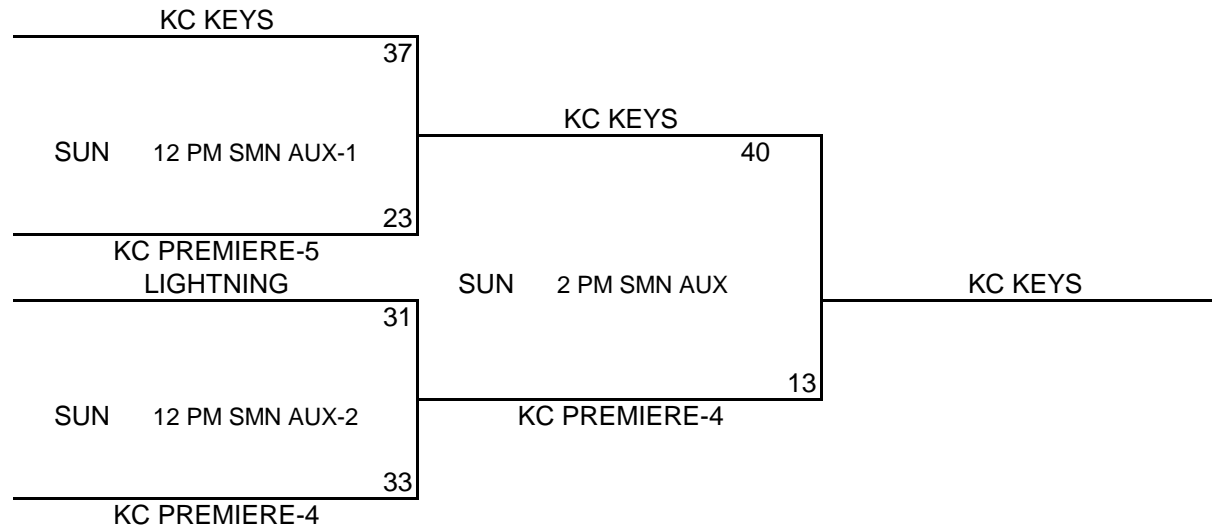 KC KEYS
37
KC KEYS
SUN 12 PM SMN AUX-1
40
23
KC PREMIERE-5
LIGHTNING
SUN 2 PM SMN AUX
KC KEYS
31
13
SUN 12 PM SMN AUX-2
KC PREMIERE-4
33
KC PREMIERE-4